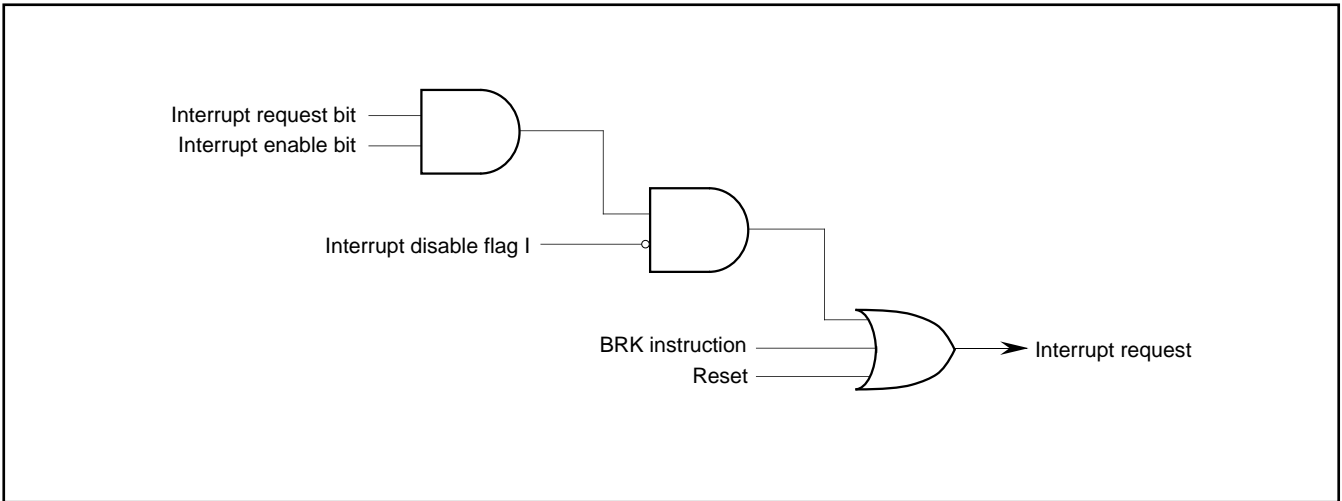 Interrupt request bit
Interrupt enable bit
Interrupt disable flag I
BRK instruction
Reset
Interrupt request